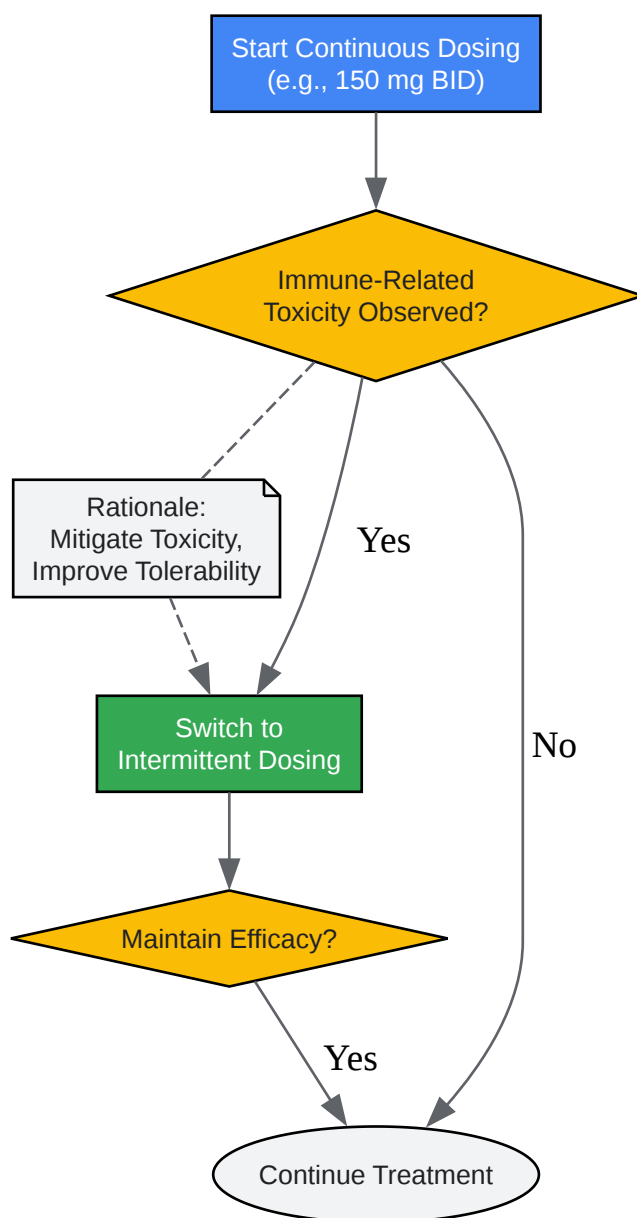 Start Continuous Dosing
(e.g., 150 mg BID)
Immune-Related
Toxicity Observed?
Rationale:
Mitigate Toxicity,
Improve Tolerability
Yes
Switch to
Intermittent Dosing
No
Maintain Efficacy?
Yes
Continue Treatment